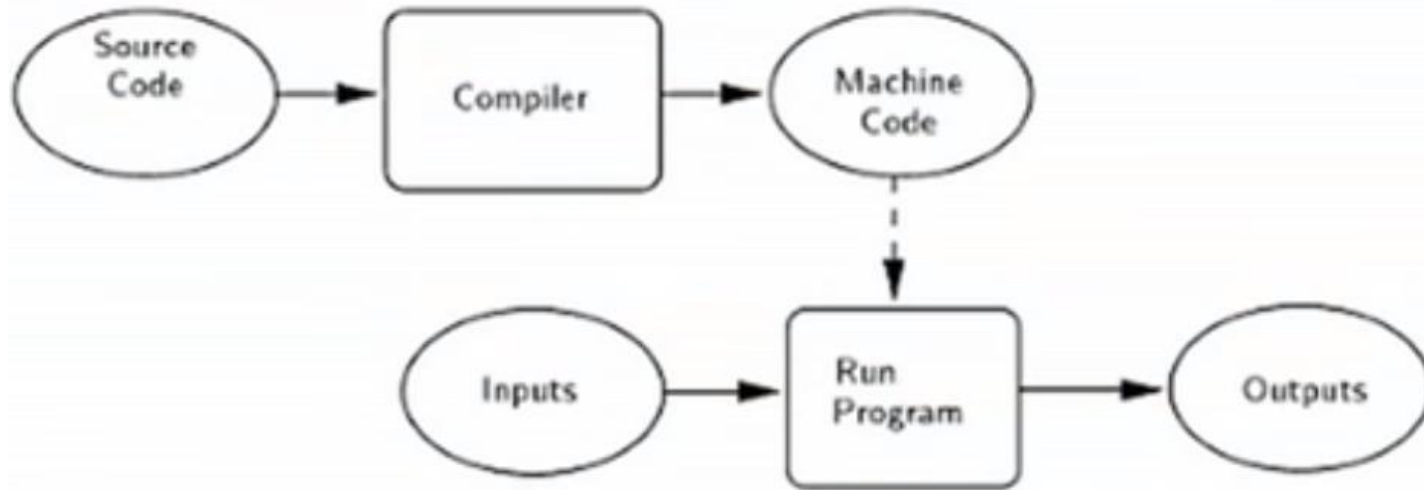 Source
Code
Compiler
Machine
Code
Inputs
Run
Program
Outputs